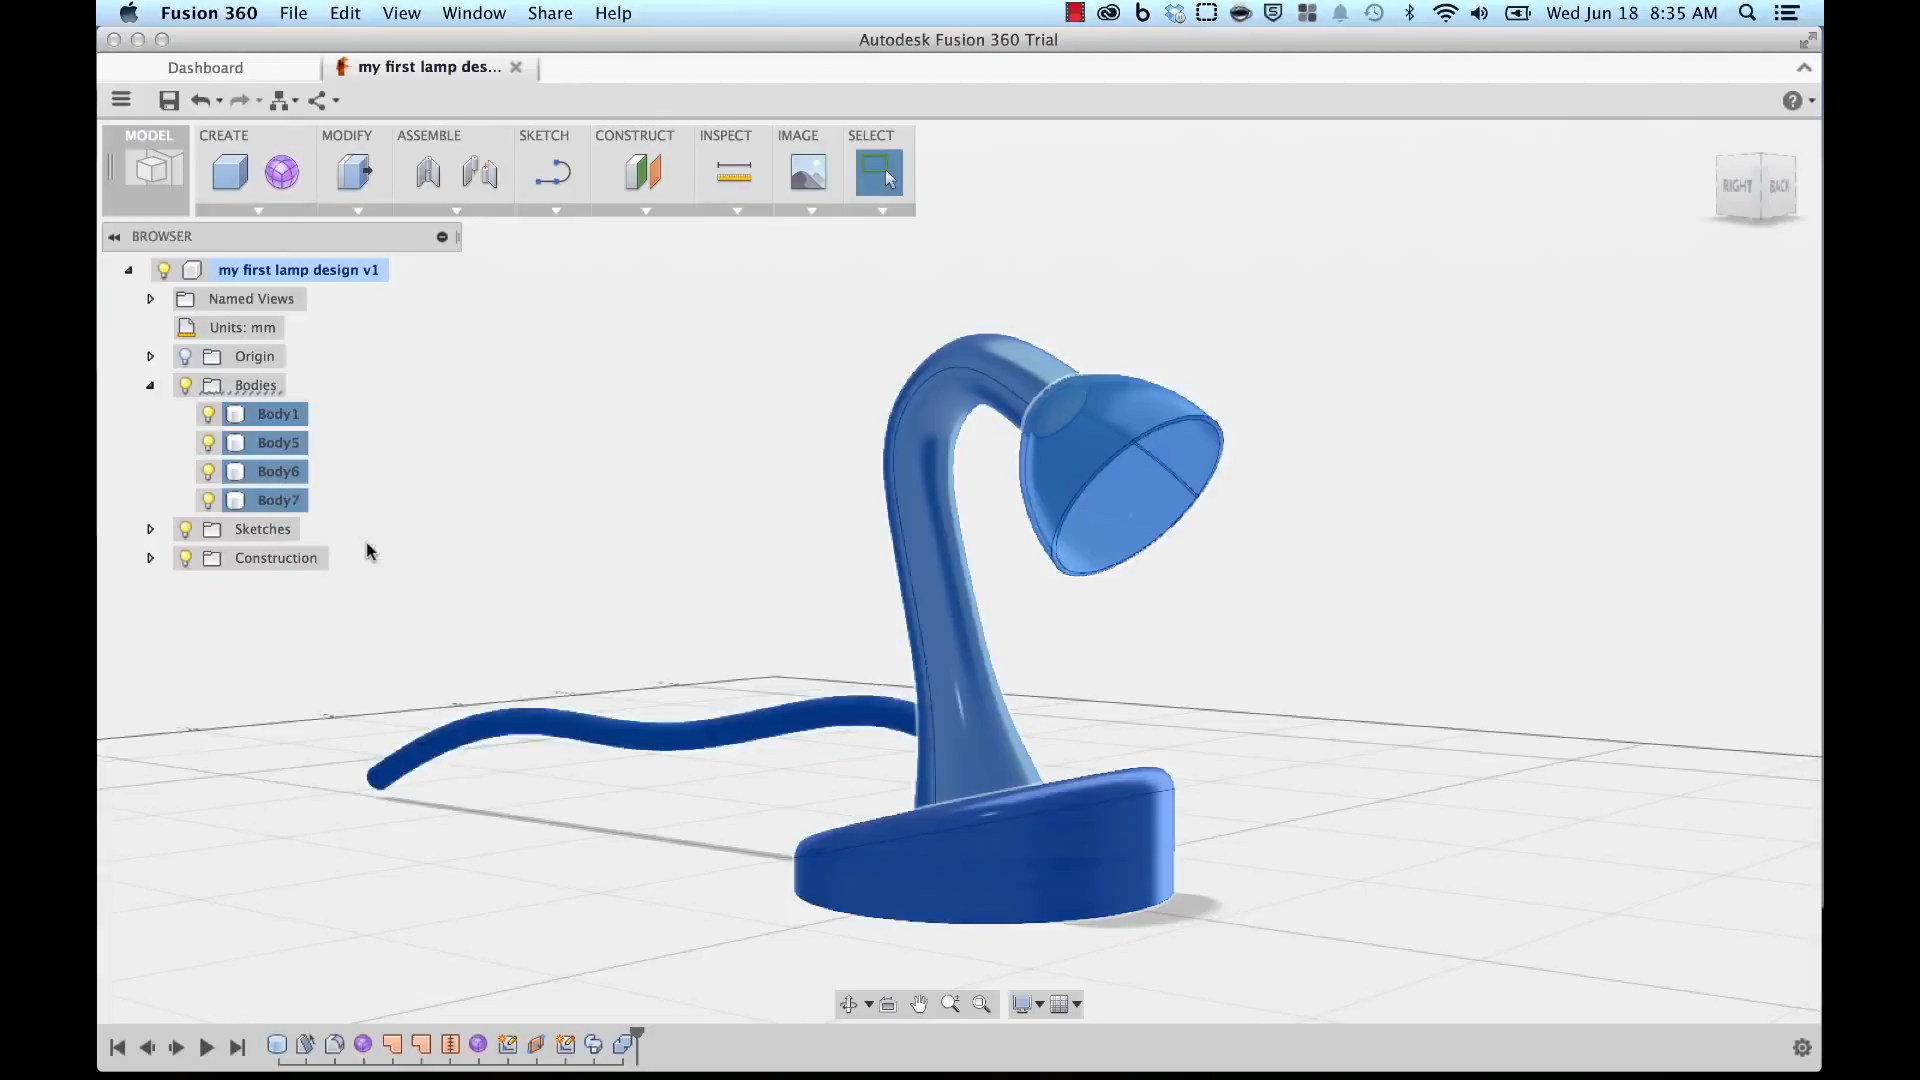 Fusion 360 File Edit View Window Share Help Wed Jun 18 8:35 AM
Autodesk Fusion 360 Trial
Dashboard my first lamp des...
MODEL CREATE MODIFY ASSEMBLE SKETCH CONSTRUCT INSPECT IMAGE SELECT
RIGHT BACK
BROWSER
my first lamp design v1
Named Views
Units: mm
Origin
Bodies
Body1
Body5
Body6
Body7
Sketches
Construction